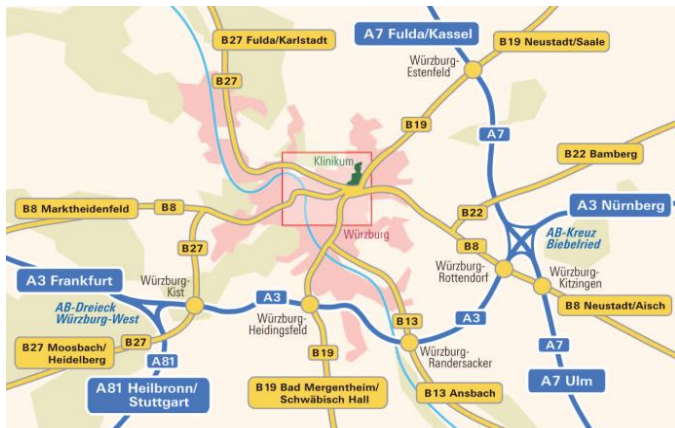 B27 Fulda/Karlstadt
A7 Fulda/Kassel
B19 Neustadt/Saale
Würzburg-
Estenfeld
B27
B19
A7
B22 Bamberg
Klinikum
B8 Marktheidenfeld
B8
B22
A3 Nürnberg
Würzburg
AB-Kreuz
Biebelried
B27
B8
A3 Frankfurt
Würzburg-
Kist
Würzburg-
Rottendorf
Würzburg-
Kitzingen
A3
AB-Dreieck
Würzburg-West
Würzburg-
Heidingsfeld
B13
A3
B8 Neustadt/Aisch
B27 Moosbach/
Heidelberg
B27
A81
B19
Würzburg-
Randersacker
A7
A81 Heilbronn/
Stuttgart
B19 Bad Mergentheim/
Schwäbisch Hall
B13 Ansbach
A7 Ulm